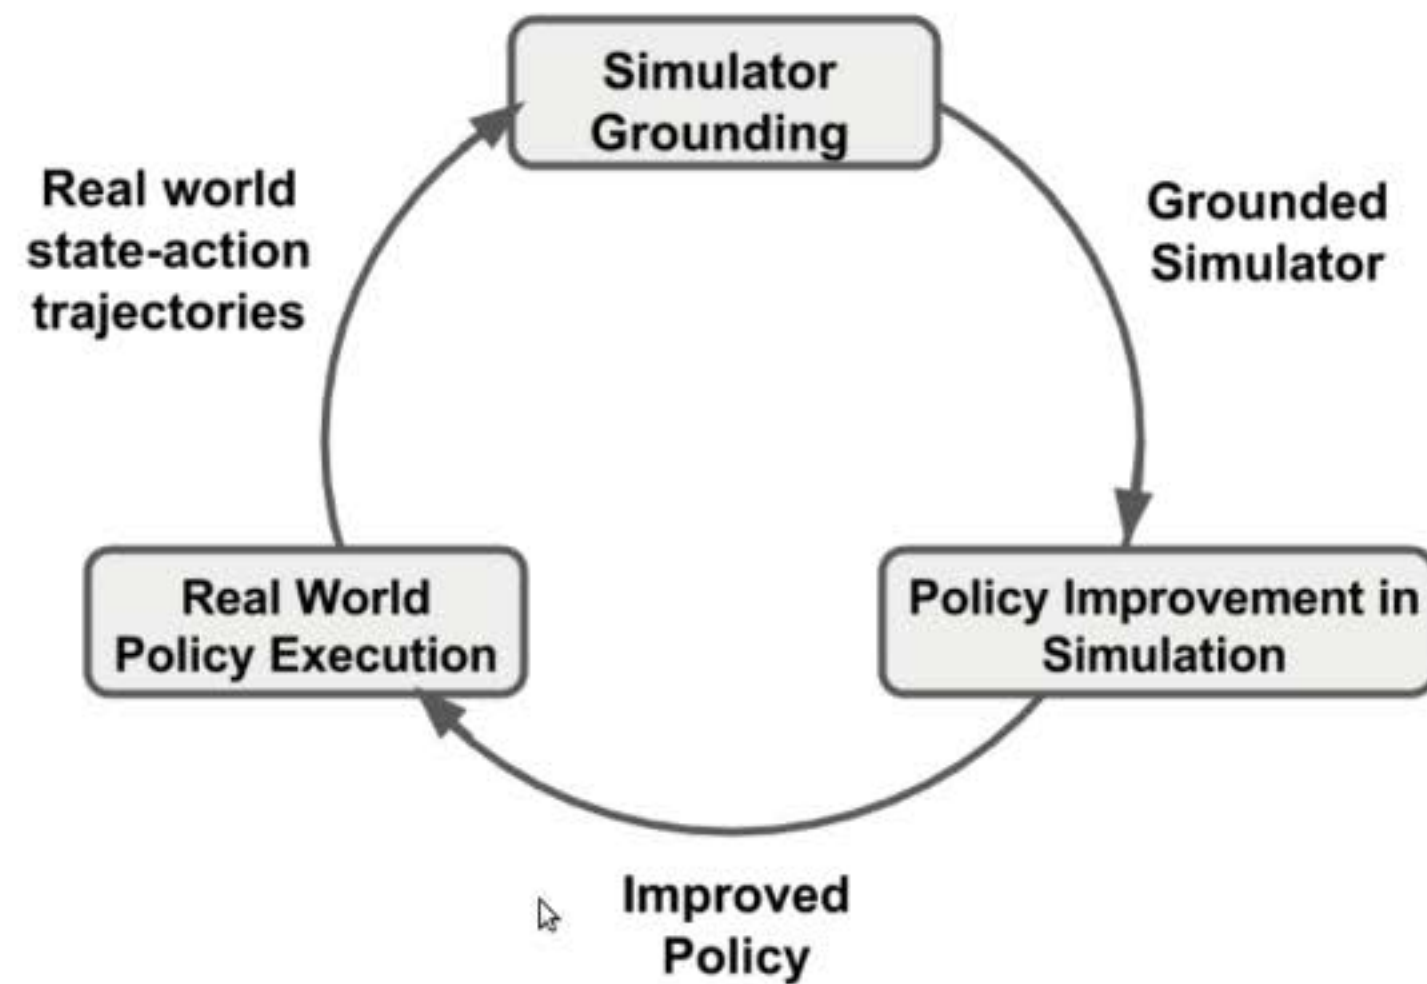 Simulator
Grounding
Real world
state-action
trajectories
Grounded
Simulator
Real World
Policy Execution
Policy Improvement in
Simulation
Improved
Policy